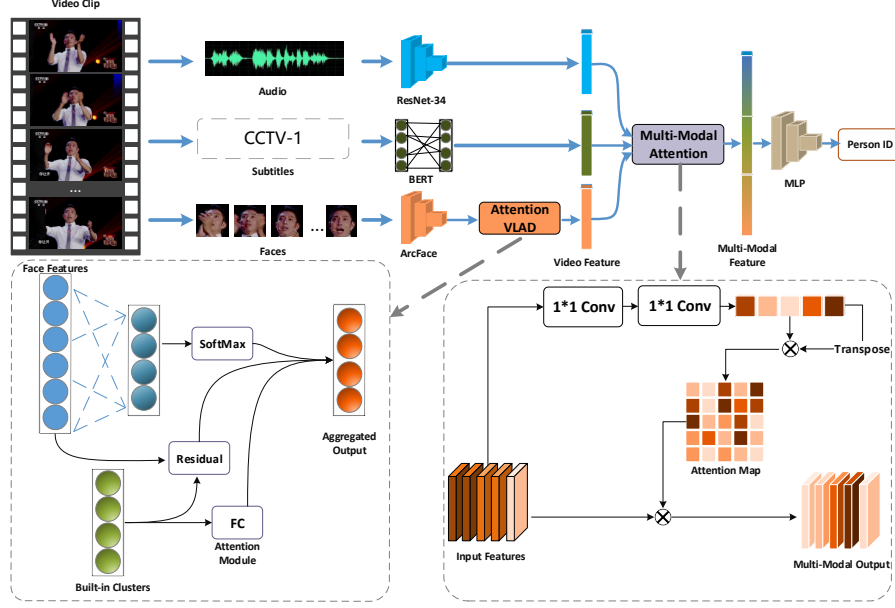 Video Clip
Audio
ResNet-34
CCTV-1
Subtitles
BERT
Multi-Modal
Attention
MLP
Person ID
...
Faces
...
ArcFace
Attention
VLAD
Video Feature
Multi-Modal
Feature
Face Features
SoftMax
Residual
FC
Attention
Module
Built-in Clusters
Aggregated
Output
1*1 Conv
1*1 Conv
Transpose
Attention Map
Input Features
Multi-Modal Output